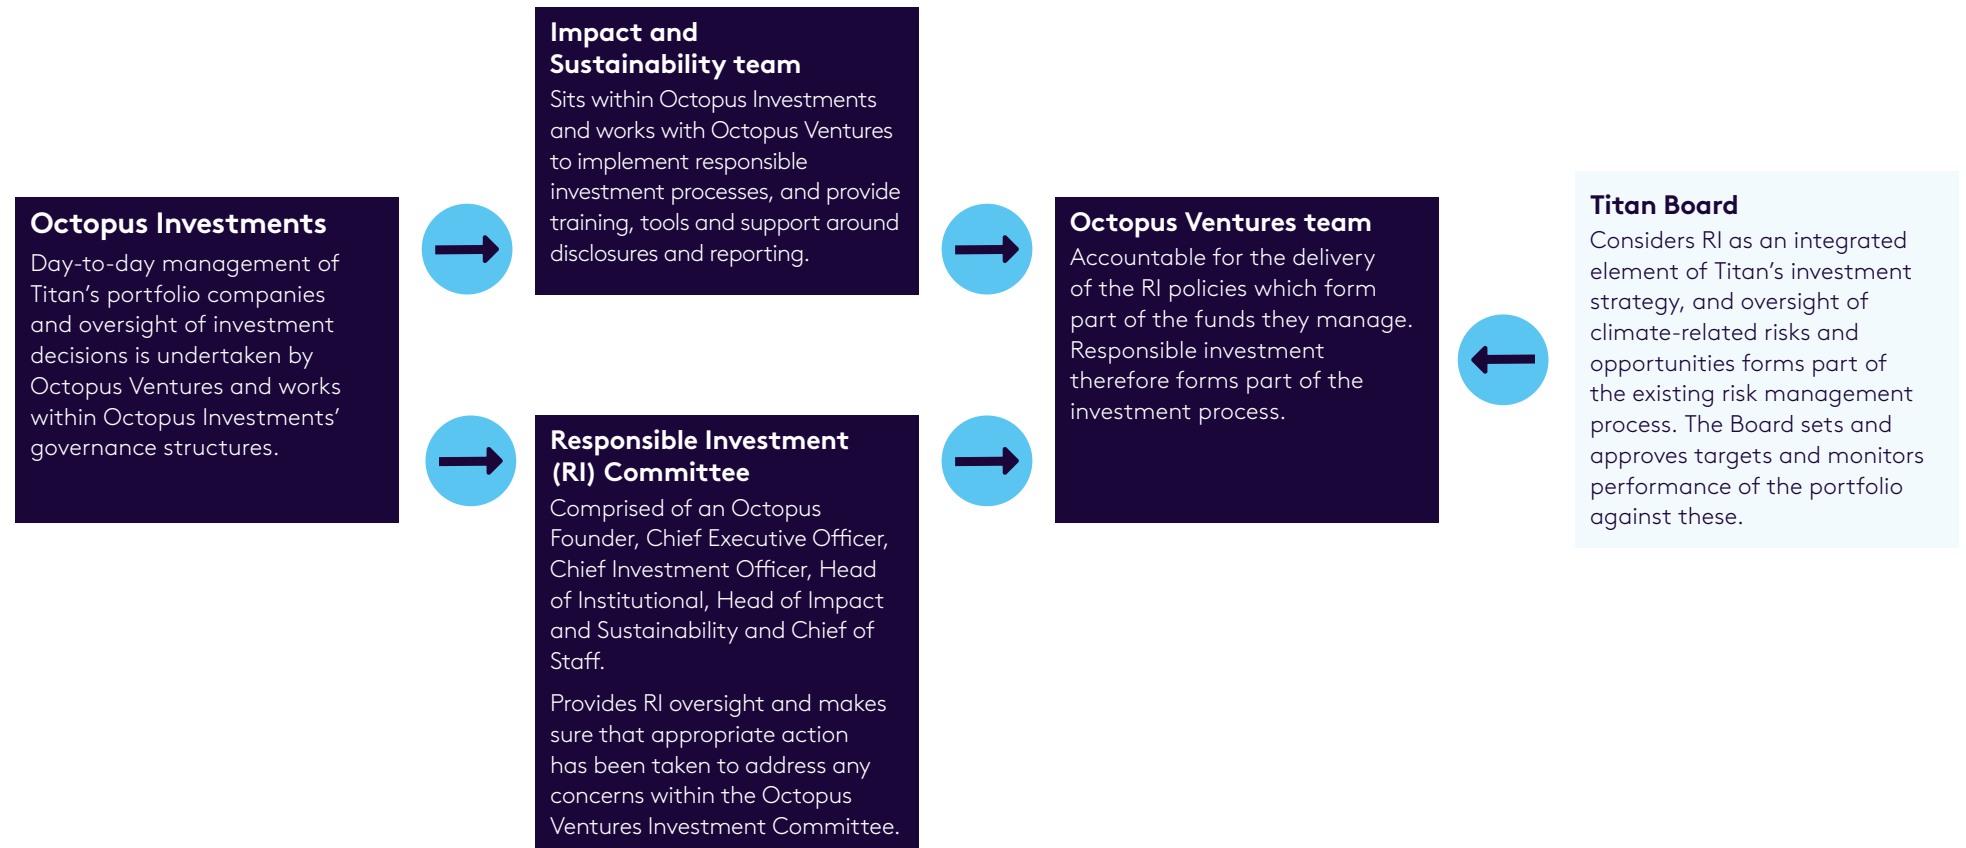 Octopus Investments
Day-to-day management of
Titan’s portfolio companies
and oversight of investment
decisions is undertaken by
Octopus Ventures and works
within Octopus Investments’
governance structures.
Impact and
Sustainability team
Sits within Octopus Investments
and works with Octopus Ventures
to implement responsible
investment processes, and provide
training, tools and support around
disclosures and reporting.
Responsible Investment
(RI) Committee
Comprised of an Octopus
Founder, Chief Executive Officer,
Chief Investment Officer, Head
of Institutional, Head of Impact
and Sustainability and Chief of
Staff.
Provides RI oversight and makes
sure that appropriate action
has been taken to address any
concerns within the Octopus
Ventures Investment Committee.
Octopus Ventures team
Accountable for the delivery
of the RI policies which form
part of the funds they manage.
Responsible investment
therefore forms part of the
investment process.
Titan Board
Considers RI as an integrated
element of Titan’s investment
strategy, and oversight of
climate-related risks and
opportunities forms part of
the existing risk management
process. The Board sets and
approves targets and monitors
performance of the portfolio
against these.